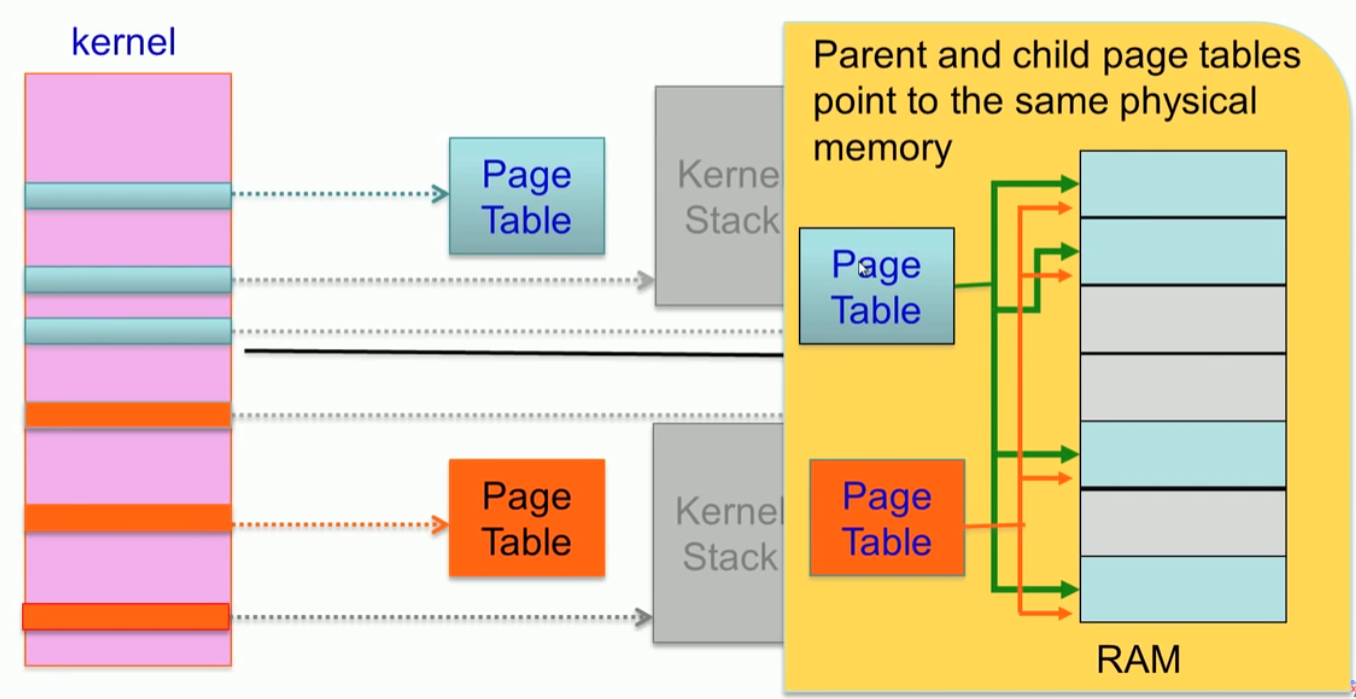 kernel
Page
Table
Kerne
Stack
Page
Table
Kernel
Stack
Parent and child page tables
point to the same physical
memory
Page
Table
Page
Table
RAM